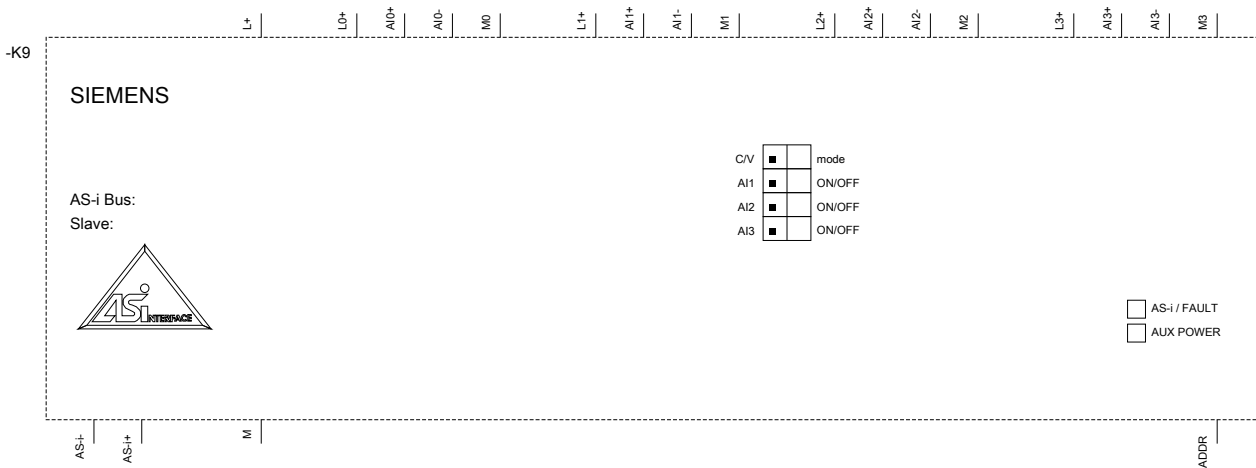 L+ L0+ AI0+ AI0- M0 L1+ AI1+ AI1- M1 L2+ AI2+ AI2- M2 L3+ AI3+ AI3- M3
-K9
SIEMENS
C/V mode
AI1 ON/OFF
AI2 ON/OFF
AI3 ON/OFF
AS-i Bus:
Slave:
ASi INTERFACE
AS-i / FAULT
AUX POWER
AS-i- AS-i+ M ADDR